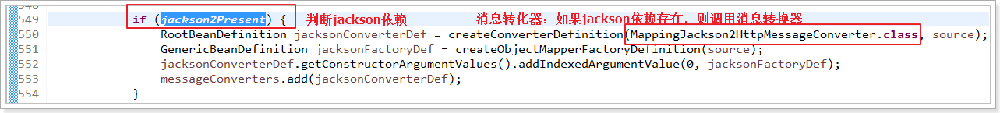 549 if (jackson2Present) { 判断jackson依赖 消息转化器：如果jackson依赖存在，则调用消息转换器
550 RootBeanDefinition jacksonConverterDef = createConverterDefinition(MappingJackson2HttpMessageConverter.class, source);
551 GenericBeanDefinition jacksonFactoryDef = createObjectMapperFactoryDefinition(source);
552 jacksonConverterDef.getConstructorArgumentValues().addIndexedArgumentValue(0, jacksonFactoryDef);
553 messageConverters.add(jacksonConverterDef);
554 }